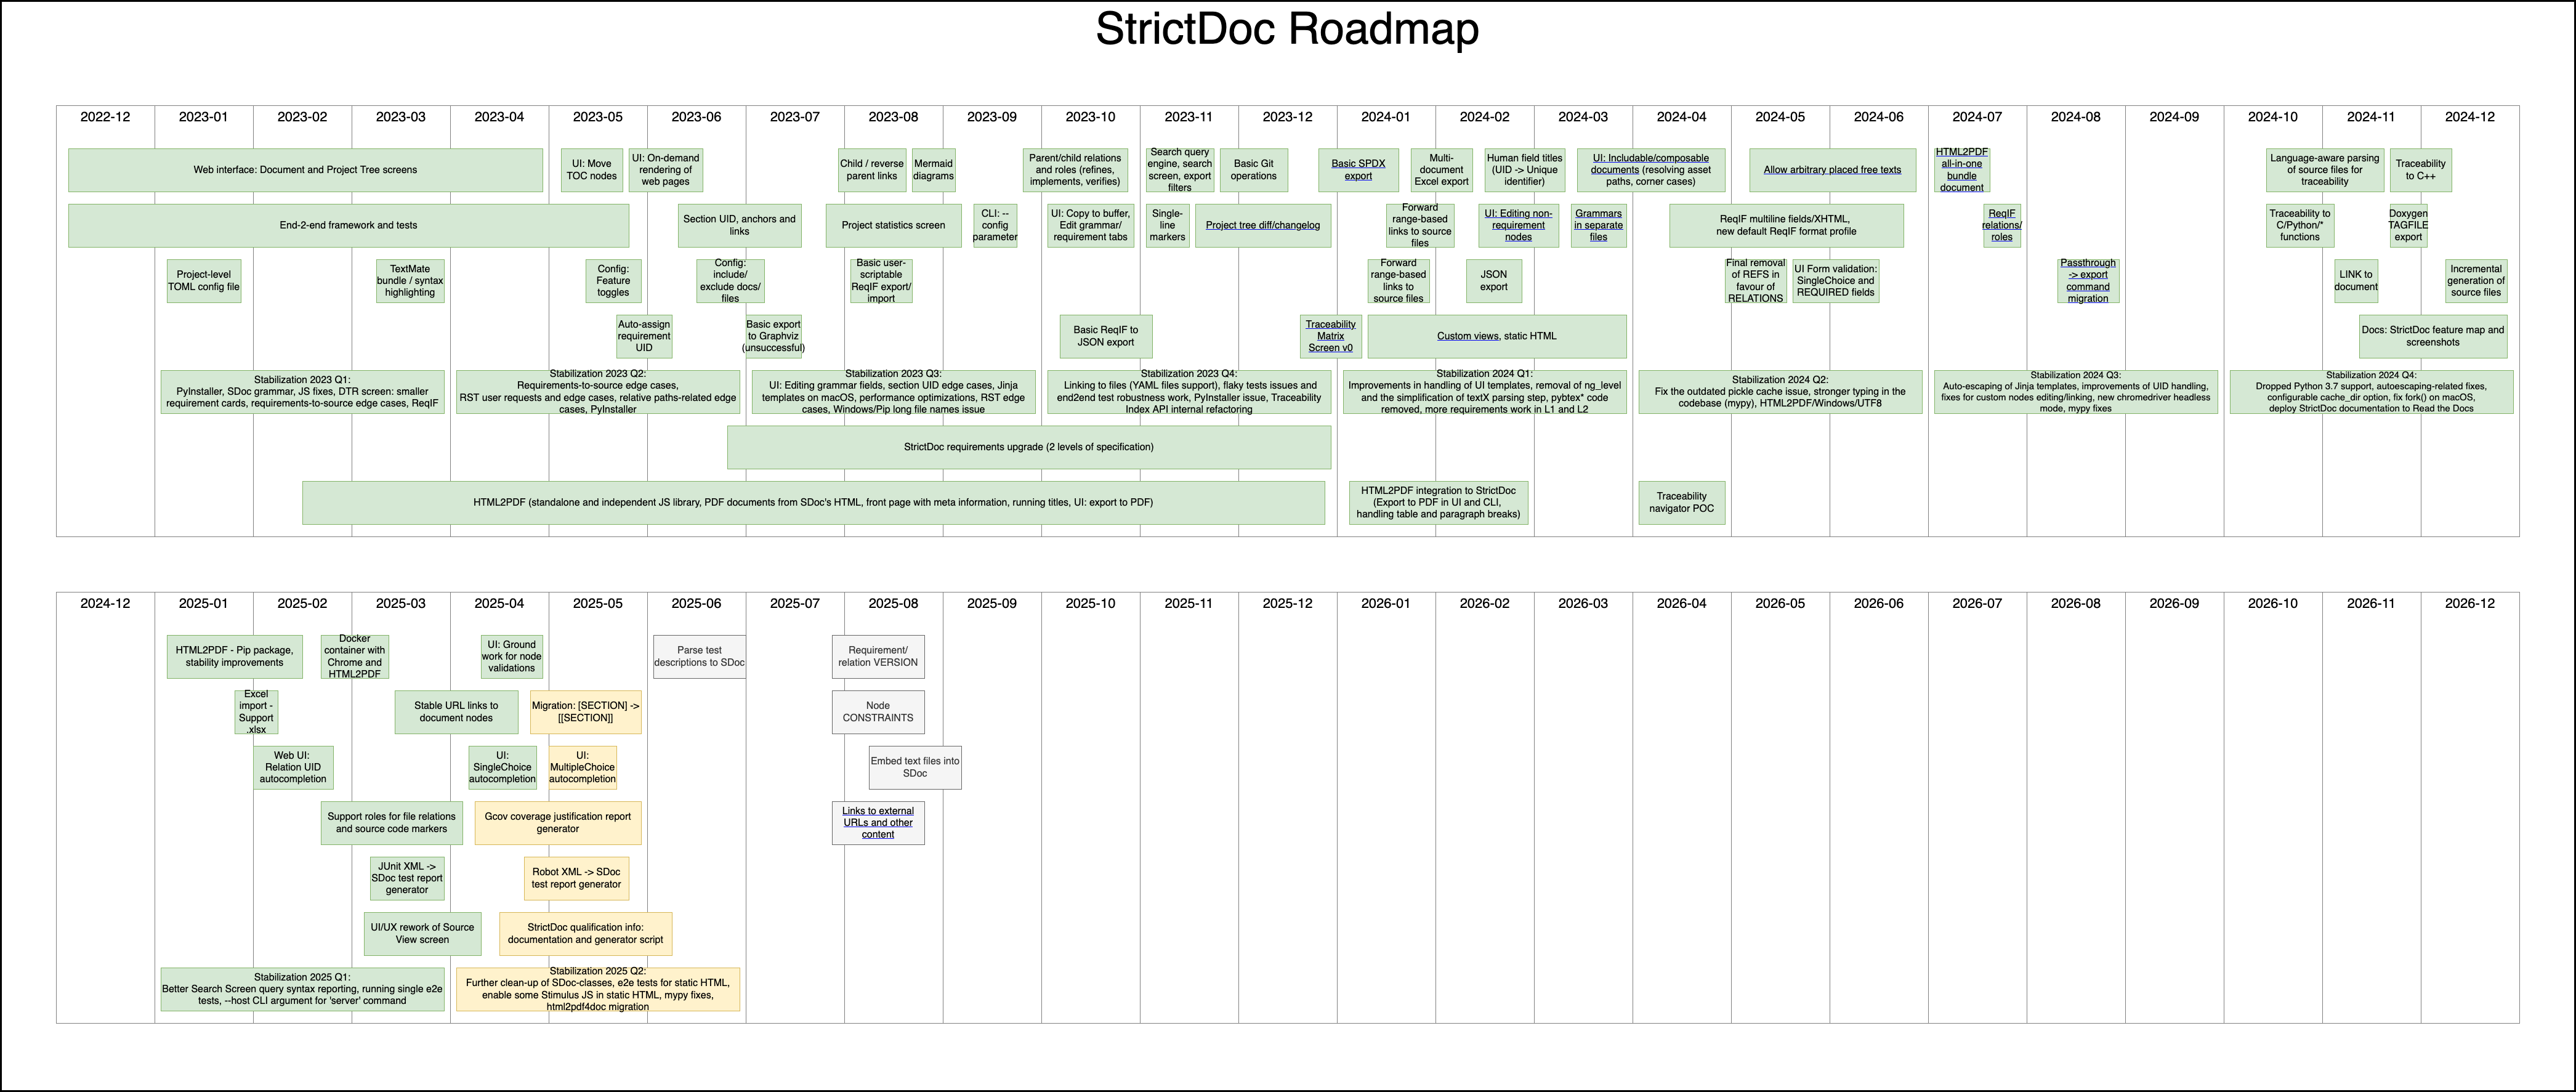 StrictDoc Roadmap
2022-12
2023-01
2023-02
2023-03
2023-04
2023-05
2023-06
2023-07
2023-08
2023-09
2023-10
2023-11
2023-12
2024-01
2024-02
2024-03
2024-04
2024-05
2024-06
2024-07
2024-08
2024-09
2024-10
2024-11
2024-12
Web interface: Document and Project Tree screens
UI: Move
TOC nodes
UI: On-demand
rendering of
web pages
Child / reverse
parent links
Mermaid
diagrams
Parent/child relations
and roles (refines,
implements, verifies)
Search query
engine, search
screen, export
filters
Basic Git
operations
Basic SPDX
export
Multi-
document
Excel export
Human field titles
(UID -> Unique
identifier)
UI: Includable/composable
documents (resolving asset
paths, corner cases)
Allow arbitrary placed free texts
HTML2PDF
all-in-one
bundle
document
Language-aware parsing
of source files for
traceability
Traceability
to C++
End-2-end framework and tests
Section UID, anchors and
links
Project statistics screen
CLI: --
config
parameter
UI: Copy to buffer,
Edit grammar/
requirement tabs
Single-
line
markers
Project tree diff/changelog
Forward
range-based
links to source
files
UI: Editing non-
requirement
nodes
Grammars
in separate
files
ReqIF multiline fields/XHTML,
new default ReqIF format profile
ReqIF
relations/
roles
Traceability to
C/Python/*
functions
Doxygen
TAGFILE
export
Project-level
TOML config file
TextMate
bundle / syntax
highlighting
Config:
Feature
toggles
Config:
include/
exclude docs/
files
Basic user-
scriptable
ReqIF export/
import
Forward
range-based
links to
source files
JSON
export
Final removal
of REFS in
favour of
RELATIONS
UI Form validation:
SingleChoice and
REQUIRED fields
Passthrough
-> export
command
migration
LINK to
document
Incremental
generation of
source files
Auto-assign
requirement
UID
Basic export
to Graphviz
(unsuccessful)
Basic ReqIF to
JSON export
Traceability
Matrix
Screen v0
Custom views, static HTML
Docs: StrictDoc feature map and
screenshots
Stabilization 2023 Q1:
PyInstaller, SDoc grammar, JS fixes, DTR screen: smaller
requirement cards, requirements-to-source edge cases, ReqIF
Stabilization 2023 Q2:
Requirements-to-source edge cases,
RST user requests and edge cases, relative paths-related edge
cases, PyInstaller
Stabilization 2023 Q3:
UI: Editing grammar fields, section UID edge cases, Jinja
templates on macOS, performance optimizations, RST edge
cases, Windows/Pip long file names issue
Stabilization 2023 Q4:
Linking to files (YAML files support), flaky tests issues and
end2end test robustness work, PyInstaller issue, Traceability
Index API internal refactoring
Stabilization 2024 Q1:
Improvements in handling of UI templates, removal of ng_level
and the simplification of textX parsing step, pybtex* code
removed, more requirements work in L1 and L2
Stabilization 2024 Q2:
Fix the outdated pickle cache issue, stronger typing in the
codebase (mypy), HTML2PDF/Windows/UTF8
Stabilization 2024 Q3:
Auto-escaping of Jinja templates, improvements of UID handling,
fixes for custom nodes editing/linking, new chromedriver headless
mode, mypy fixes
Stabilization 2024 Q4:
Dropped Python 3.7 support, autoescaping-related fixes,
configurable cache_dir option, fix fork() on macOS,
deploy StrictDoc documentation to Read the Docs
StrictDoc requirements upgrade (2 levels of specification)
HTML2PDF (standalone and independent JS library, PDF documents from SDoc's HTML, front page with meta information, running titles, UI: export to PDF)
HTML2PDF integration to StrictDoc
(Export to PDF in UI and CLI,
handling table and paragraph breaks)
Traceability
navigator POC
2024-12
2025-01
2025-02
2025-03
2025-04
2025-05
2025-06
2025-07
2025-08
2025-09
2025-10
2025-11
2025-12
2026-01
2026-02
2026-03
2026-04
2026-05
2026-06
2026-07
2026-08
2026-09
2026-10
2026-11
2026-12
HTML2PDF - Pip package,
stability improvements
Docker
container with
Chrome and
HTML2PDF
UI: Ground
work for node
validations
Parse test
descriptions to SDoc
Requirement/
relation VERSION
Excel
import -
Support
.xlsx
Stable URL links to
document nodes
Migration: [SECTION] ->
[[SECTION]]
Node
CONSTRAINTS
Web UI:
Relation UID
autocompletion
UI:
SingleChoice
autocompletion
UI:
MultipleChoice
autocompletion
Embed text files into
SDoc
Support roles for file relations
and source code markers
Gcov coverage justification report
generator
Links to external
URLs and other
content
JUnit XML ->
SDoc test report
generator
Robot XML -> SDoc
test report generator
UI/UX rework of Source
View screen
StrictDoc qualification info:
documentation and generator script
Stabilization 2025 Q1:
Better Search Screen query syntax reporting, running single e2e
tests, --host CLI argument for 'server' command
Stabilization 2025 Q2:
Further clean-up of SDoc-classes, e2e tests for static HTML,
enable some Stimulus JS in static HTML, mypy fixes,
html2pdf4doc migration